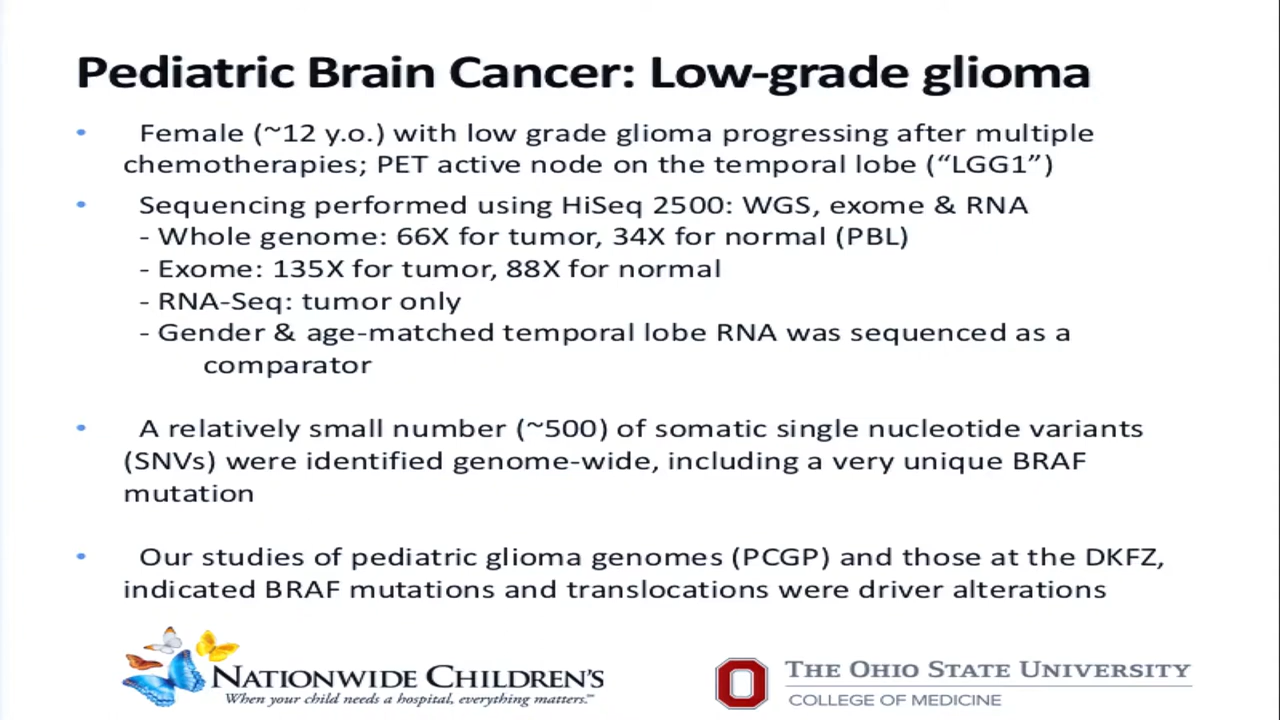 Pediatric Brain Cancer: Low-grade glioma
• Female (~12 y.o.) with low grade glioma progressing after multiple
chemotherapies; PET active node on the temporal lobe (“LGG1”)
• Sequencing performed using HiSeq 2500: WGS, exome & RNA
- Whole genome: 66X for tumor, 34X for normal (PBL)
- Exome: 135X for tumor, 88X for normal
- RNA-Seq: tumor only
- Gender & age-matched temporal lobe RNA was sequenced as a
comparator
• A relatively small number (~500) of somatic single nucleotide variants
(SNVs) were identified genome-wide, including a very unique BRAF
mutation
• Our studies of pediatric glioma genomes (PCGP) and those at the DKFZ,
indicated BRAF mutations and translocations were driver alterations
NATIONWIDE CHILDREN'S
When your child needs a hospital, everything matters.™
THE OHIO STATE UNIVERSITY
COLLEGE OF MEDICINE